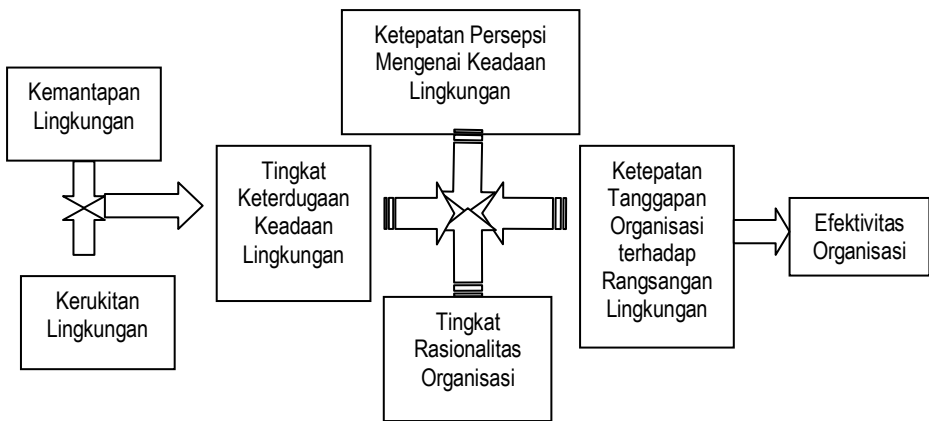 Kemantapan
Lingkungan
Kerukitan
Lingkungan
Tingkat
Keterdugaan
Keadaan
Lingkungan
Ketepatan Persepsi
Mengenai Keadaan
Lingkungan
Tingkat
Rasionalitas
Organisasi
Ketepatan
Tanggapan
Organisasi
terhadap
Rangsangan
Lingkungan
Efektivitas
Organisasi